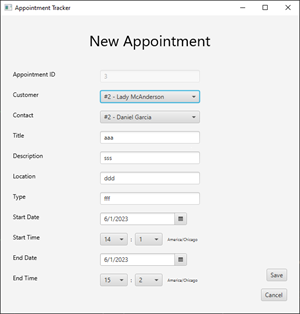 Appointment Tracker
New Appointment
Appointment ID 3
Customer #2 - Lady McAnderson
Contact #2 - Daniel Garcia
Title aaa
Description sss
Location ddd
Type
Start Date 6/1/2023
Start Time 14 : 1 America/Chicago
End Date 6/1/2023
End Time 15 : 2 America/Chicago
Save
Cancel